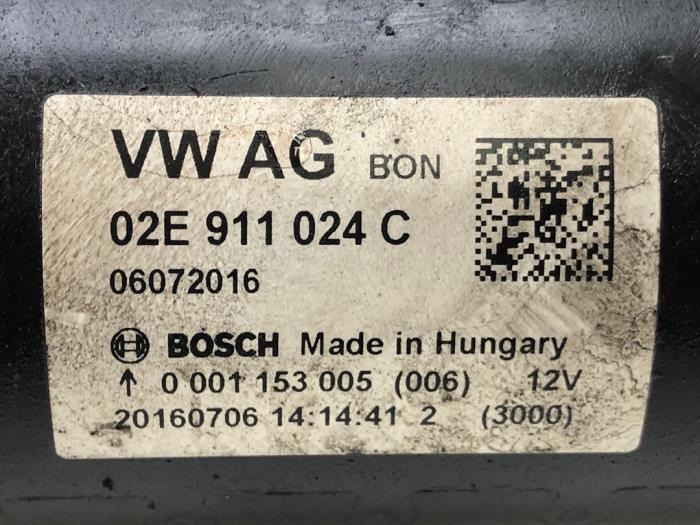 VW AG BON
02E 911 024 C
06072016
BOSCH Made in Hungary
↑ 0 001 153 005 (006) 12V
20160706 14:14:41 2 (3000)